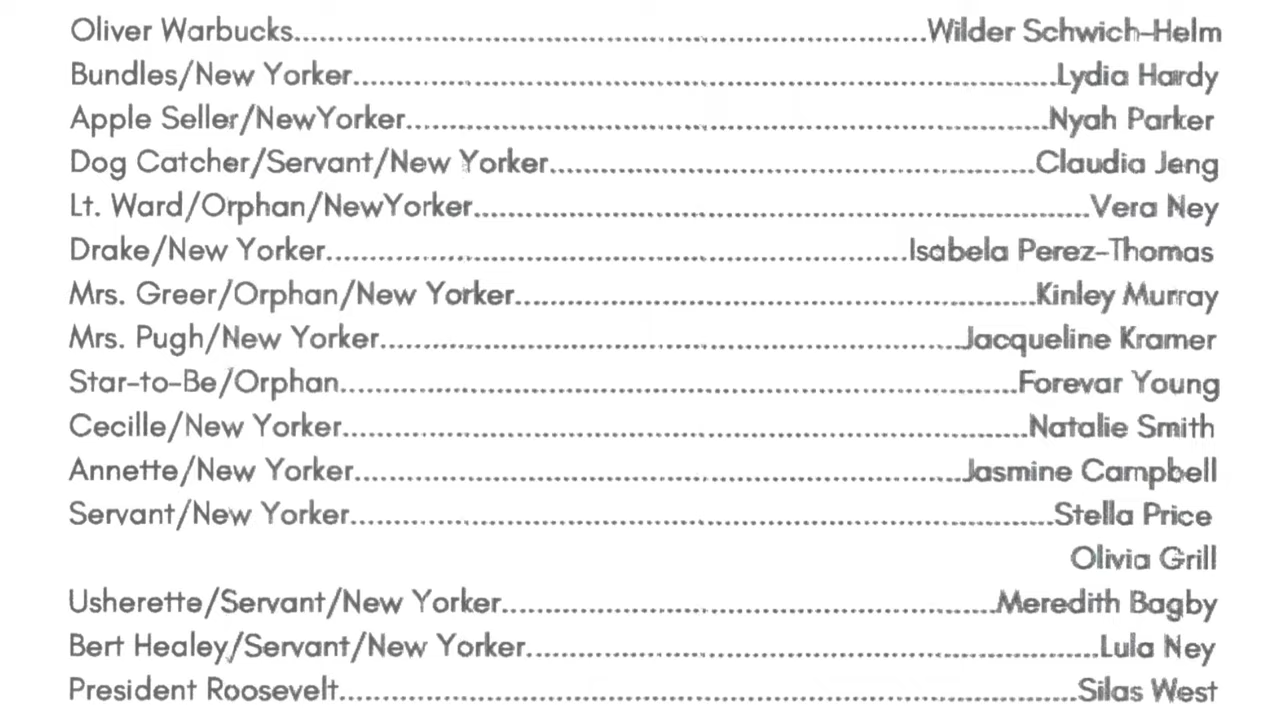 Oliver Warbucks....................Wilder Schwich-Helm
Bundles/New Yorker....................Lydia Hardy
Apple Seller/NewYorker....................Nyah Parker
Dog Catcher/Servant/New Yorker....................Claudia Jeng
Lt. Ward/Orphan/NewYorker....................Vera Ney
Drake/New Yorker....................Isabela Perez-Thomas
Mrs. Greer/Orphan/New Yorker....................Kinley Murray
Mrs. Pugh/New Yorker....................Jacqueline Kramer
Star-to-Be/Orphan....................Forevar Young
Cecille/New Yorker....................Natalie Smith
Annette/New Yorker....................Jasmine Campbell
Servant/New Yorker....................Stella Price
Olivia Grill
Usherette/Servant/New Yorker....................Meredith Bagby
Bert Healey/Servant/New Yorker....................Lula Ney
President Roosevelt....................Silas West